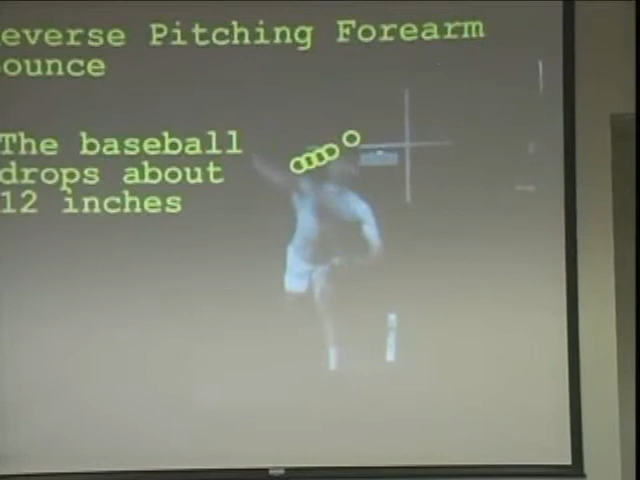 everse Pitching Forearm
ounce
The baseball
drops about
12 inches